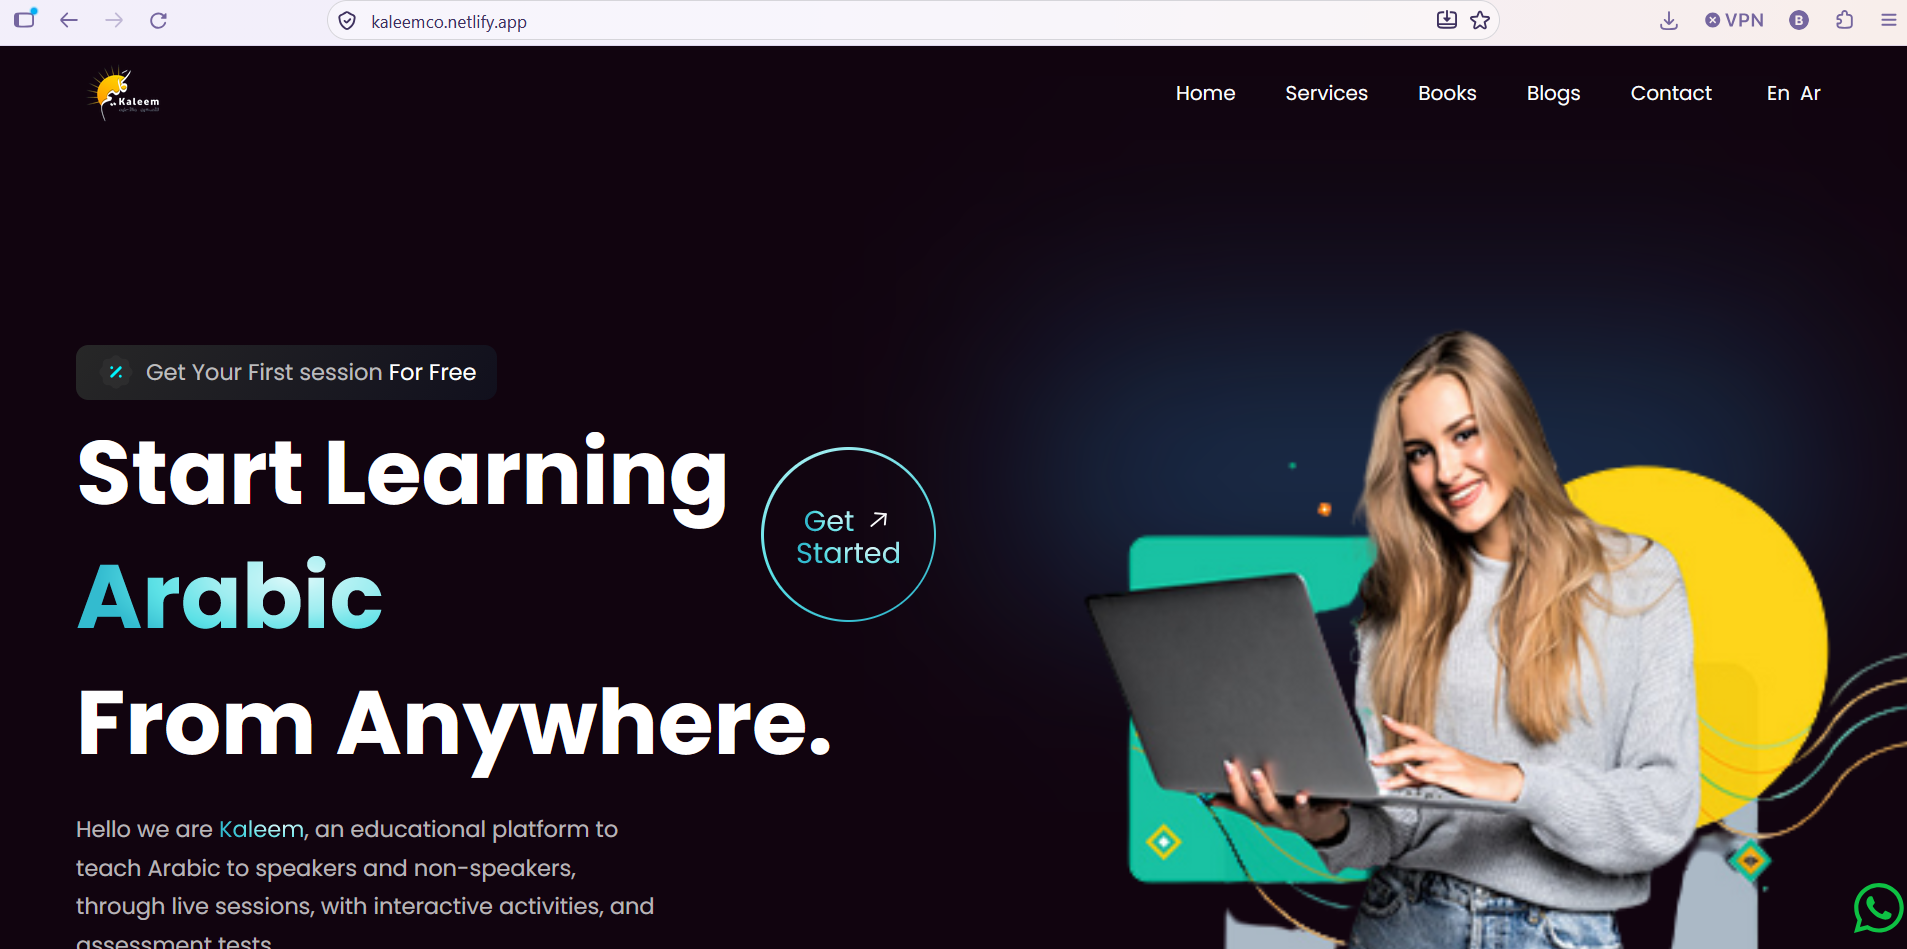 kaleemco.netlify.app
VPN
B
Kaleem
Home Services Books Blogs Contact En Ar
Get Your First session For Free
Start Learning
Arabic
From Anywhere.
Get
Started
Hello we are Kaleem, an educational platform to
teach Arabic to speakers and non-speakers,
through live sessions, with interactive activities, and
assessment tests